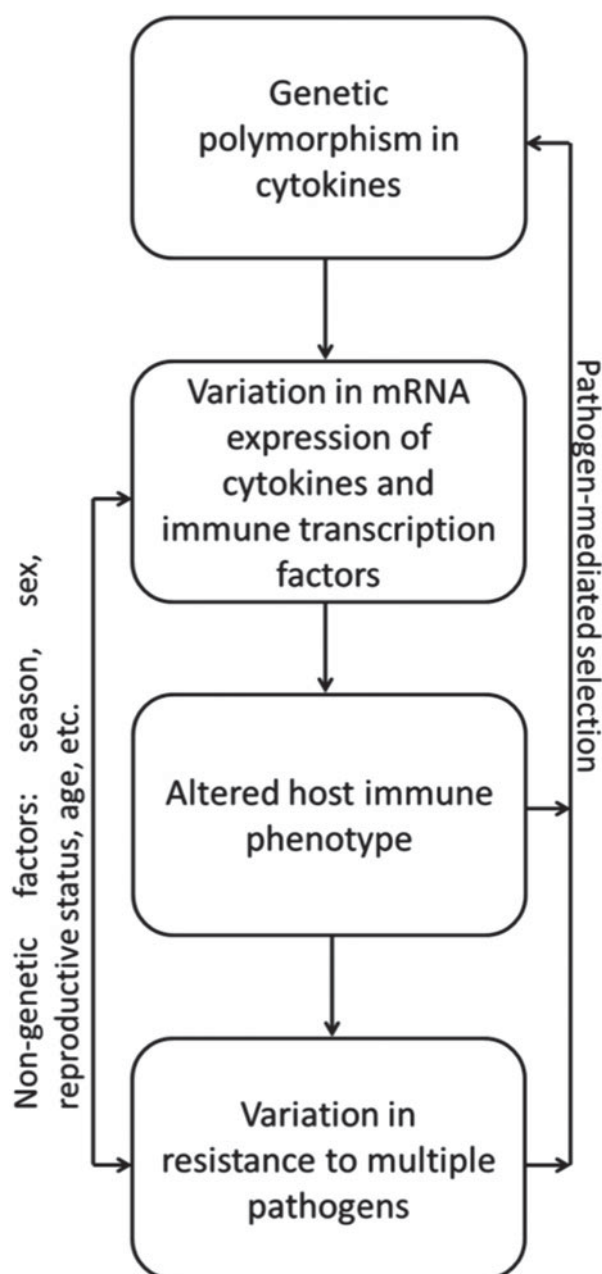 Genetic
polymorphism in
cytokines
Variation in mRNA
expression of
cytokines and
immune transcription
factors
Altered host immune
phenotype
Variation in
resistance to multiple
pathogens
Non-genetic factors: season, sex,
reproductive status, age, etc.
Pathogen-mediated selection